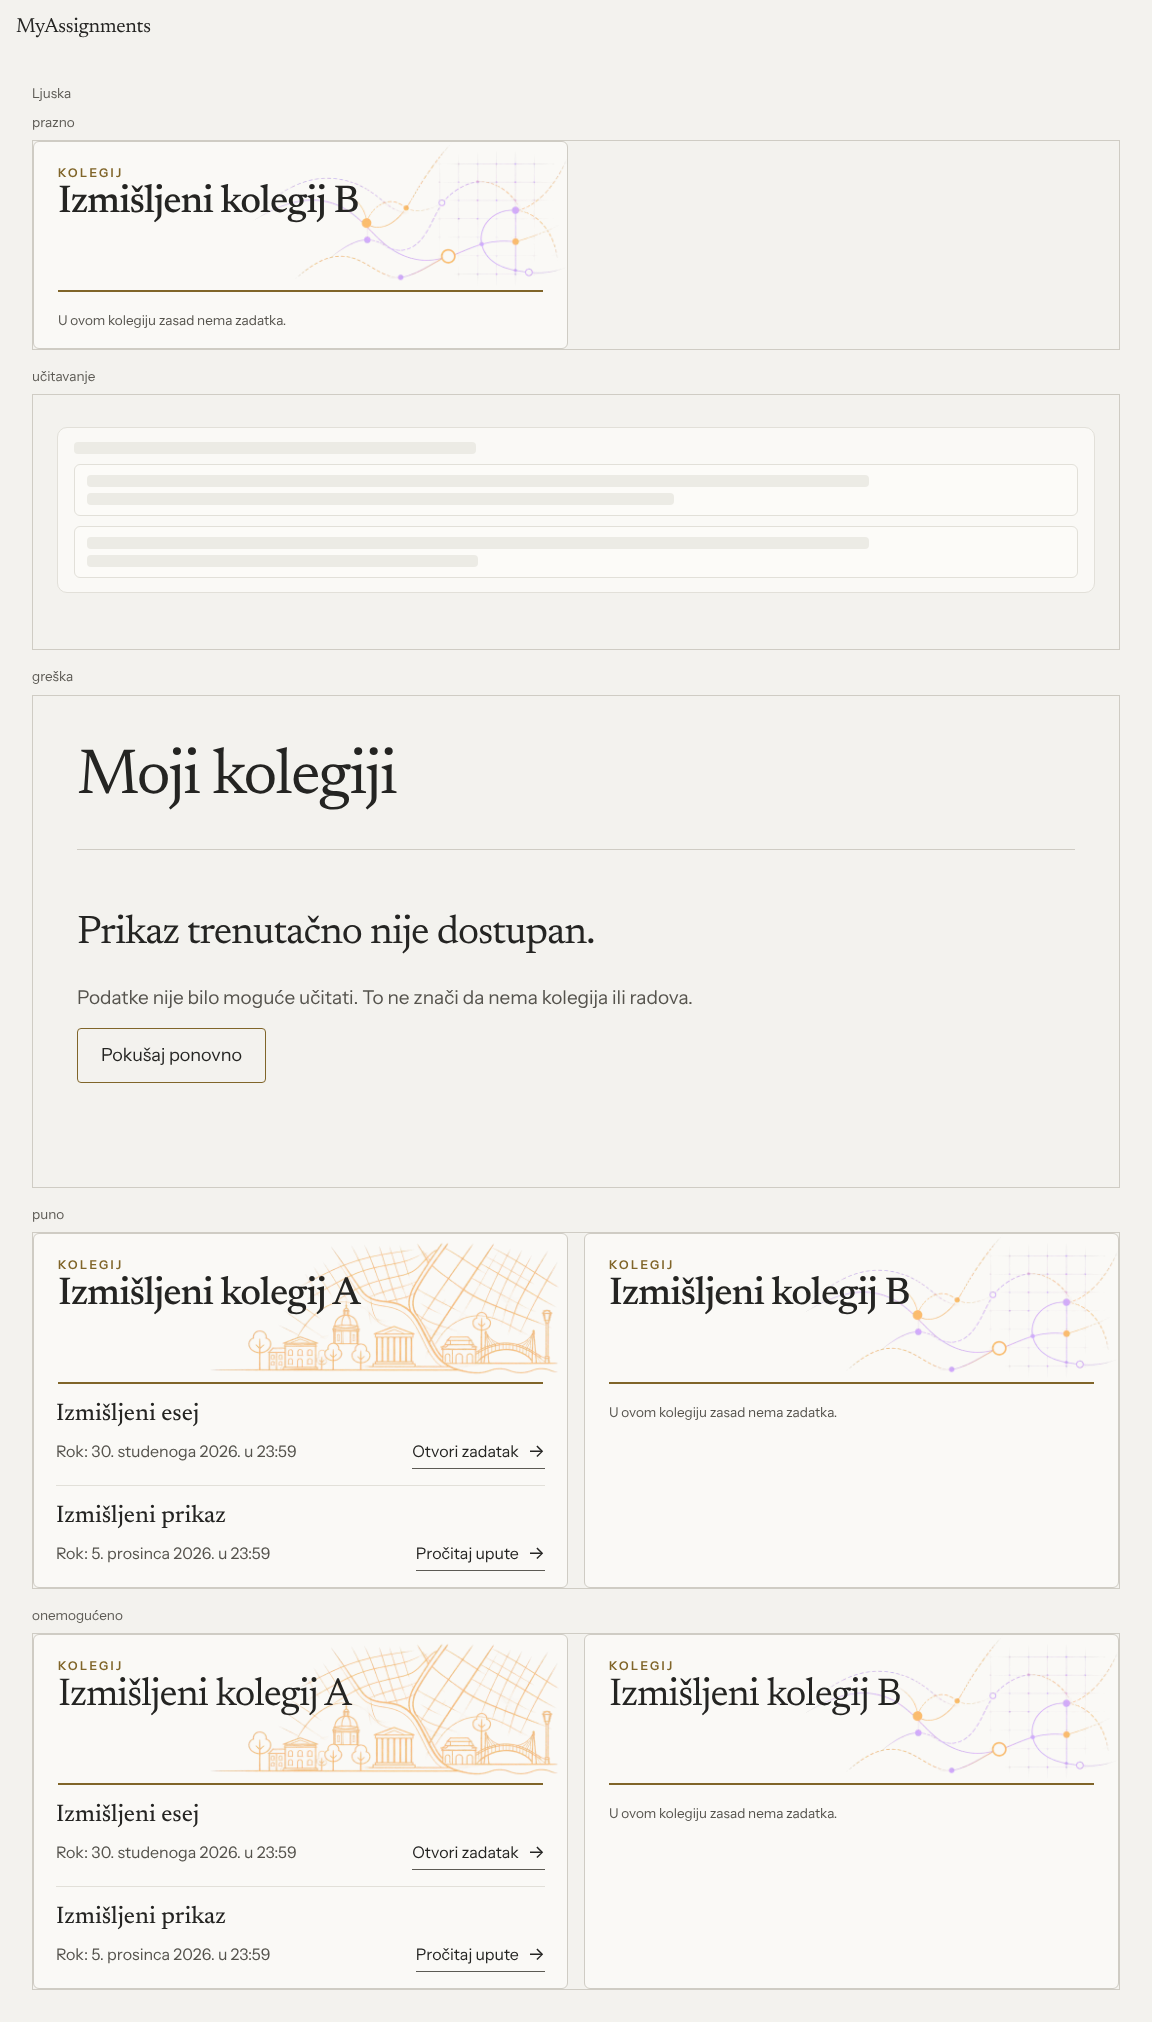 MyAssignments
Ljuska
prazno
KOLEGIJ
Izmišljeni kolegij B
U ovom kolegiju zasad nema zadatka.
učitavanje
greška
Moji kolegiji
Prikaz trenutačno nije dostupan.
Podatke nije bilo moguće učitati. To ne znači da nema kolegija ili radova.
Pokušaj ponovno
puno
KOLEGIJ
Izmišljeni kolegij A
Izmišljeni esej
Rok: 30. studenoga 2026. u 23:59
Otvori zadatak →
Izmišljeni prikaz
Rok: 5. prosinca 2026. u 23:59
Pročitaj upute →
KOLEGIJ
Izmišljeni kolegij B
U ovom kolegiju zasad nema zadatka.
onemogućeno
KOLEGIJ
Izmišljeni kolegij A
Izmišljeni esej
Rok: 30. studenoga 2026. u 23:59
Otvori zadatak →
Izmišljeni prikaz
Rok: 5. prosinca 2026. u 23:59
Pročitaj upute →
KOLEGIJ
Izmišljeni kolegij B
U ovom kolegiju zasad nema zadatka.